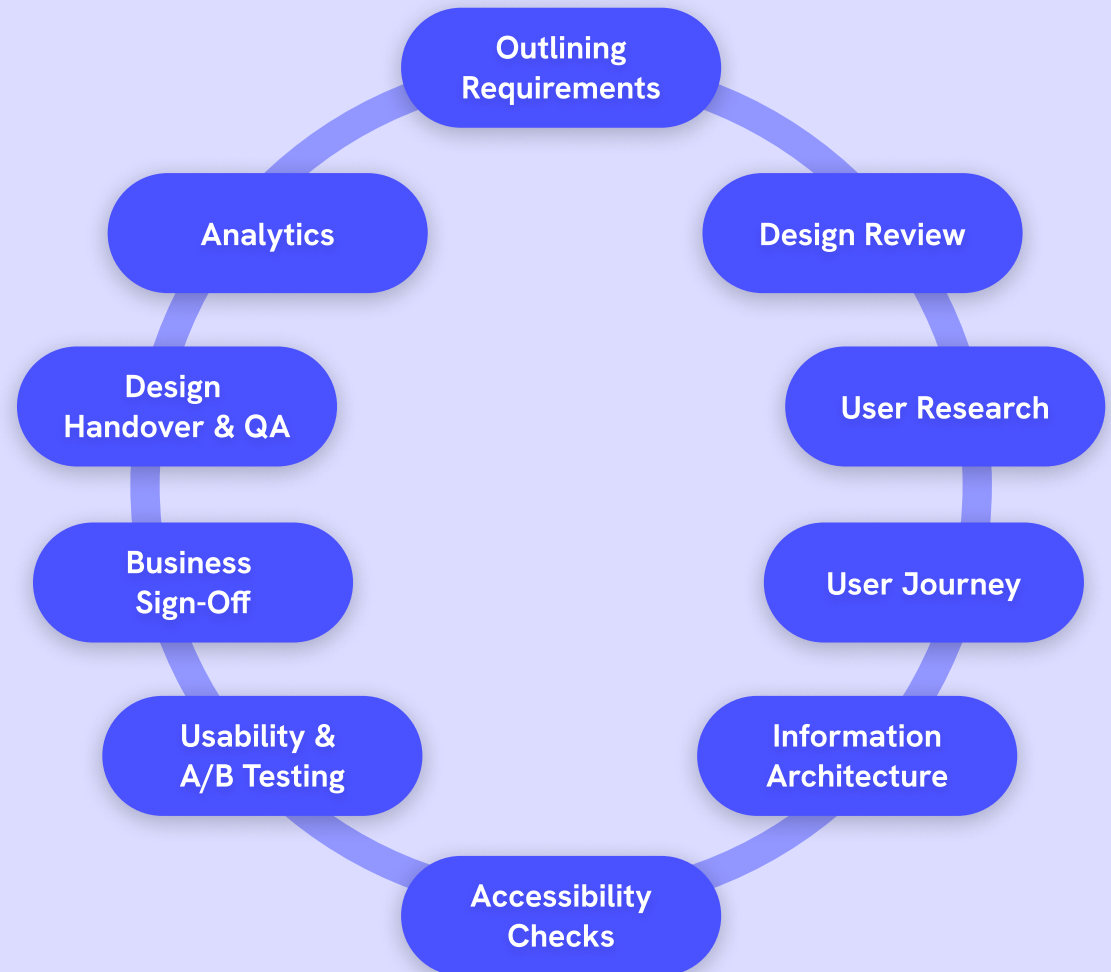 Outlining
Requirements
Analytics
Design Review
Design
Handover & QA
User Research
Business
Sign-Off
User Journey
Usability &
A/B Testing
Information
Architecture
Accessibility
Checks